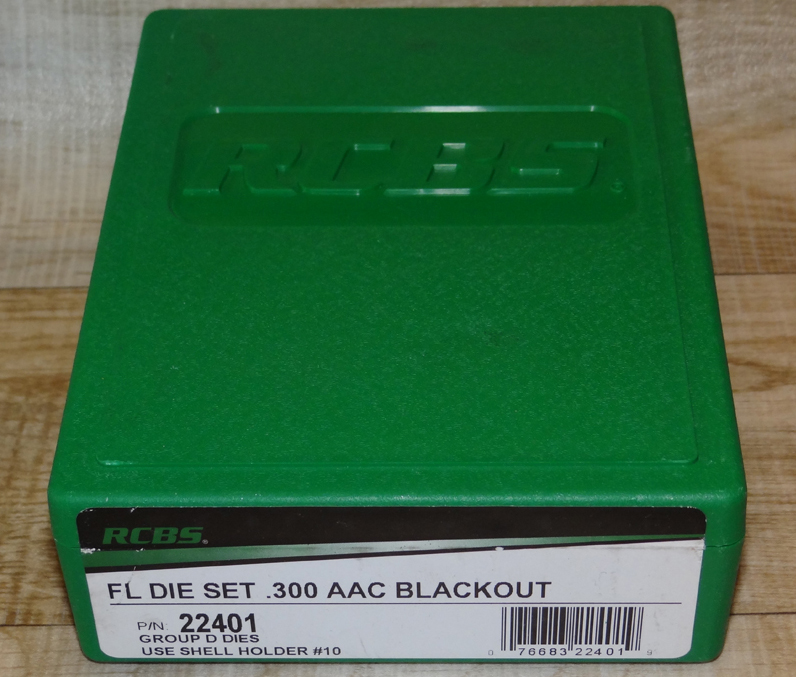 RCBS®
RCBS®
FL DIE SET .300 AAC BLACKOUT
P/N: 22401
GROUP D DIES
USE SHELL HOLDER #10
0 76683 22401 9